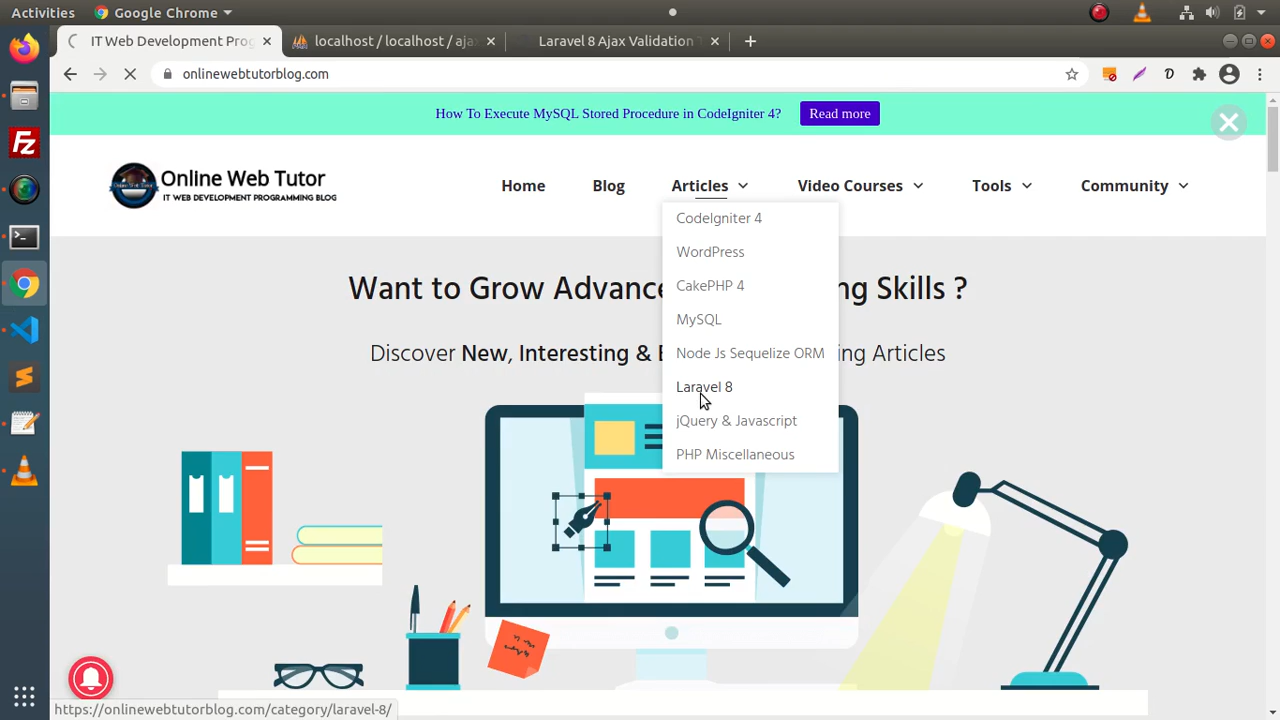 Activities Google Chrome
IT Web Development Prog localhost / localhost / ajax Laravel 8 Ajax Validation
onlinewebtutorblog.com
How To Execute MySQL Stored Procedure in CodeIgniter 4? Read more
Online Web Tutor
IT WEB DEVELOPMENT PROGRAMMING BLOG
Home Blog Articles Video Courses Tools Community
CodeIgniter 4
WordPress
CakePHP 4
MySQL
Node Js Sequelize ORM
Laravel 8
jQuery & Javascript
PHP Miscellaneous
Want to Grow Advance ng Skills ?
Discover New, Interesting & E ing Articles
https://onlinewebtutorblog.com/category/laravel-8/